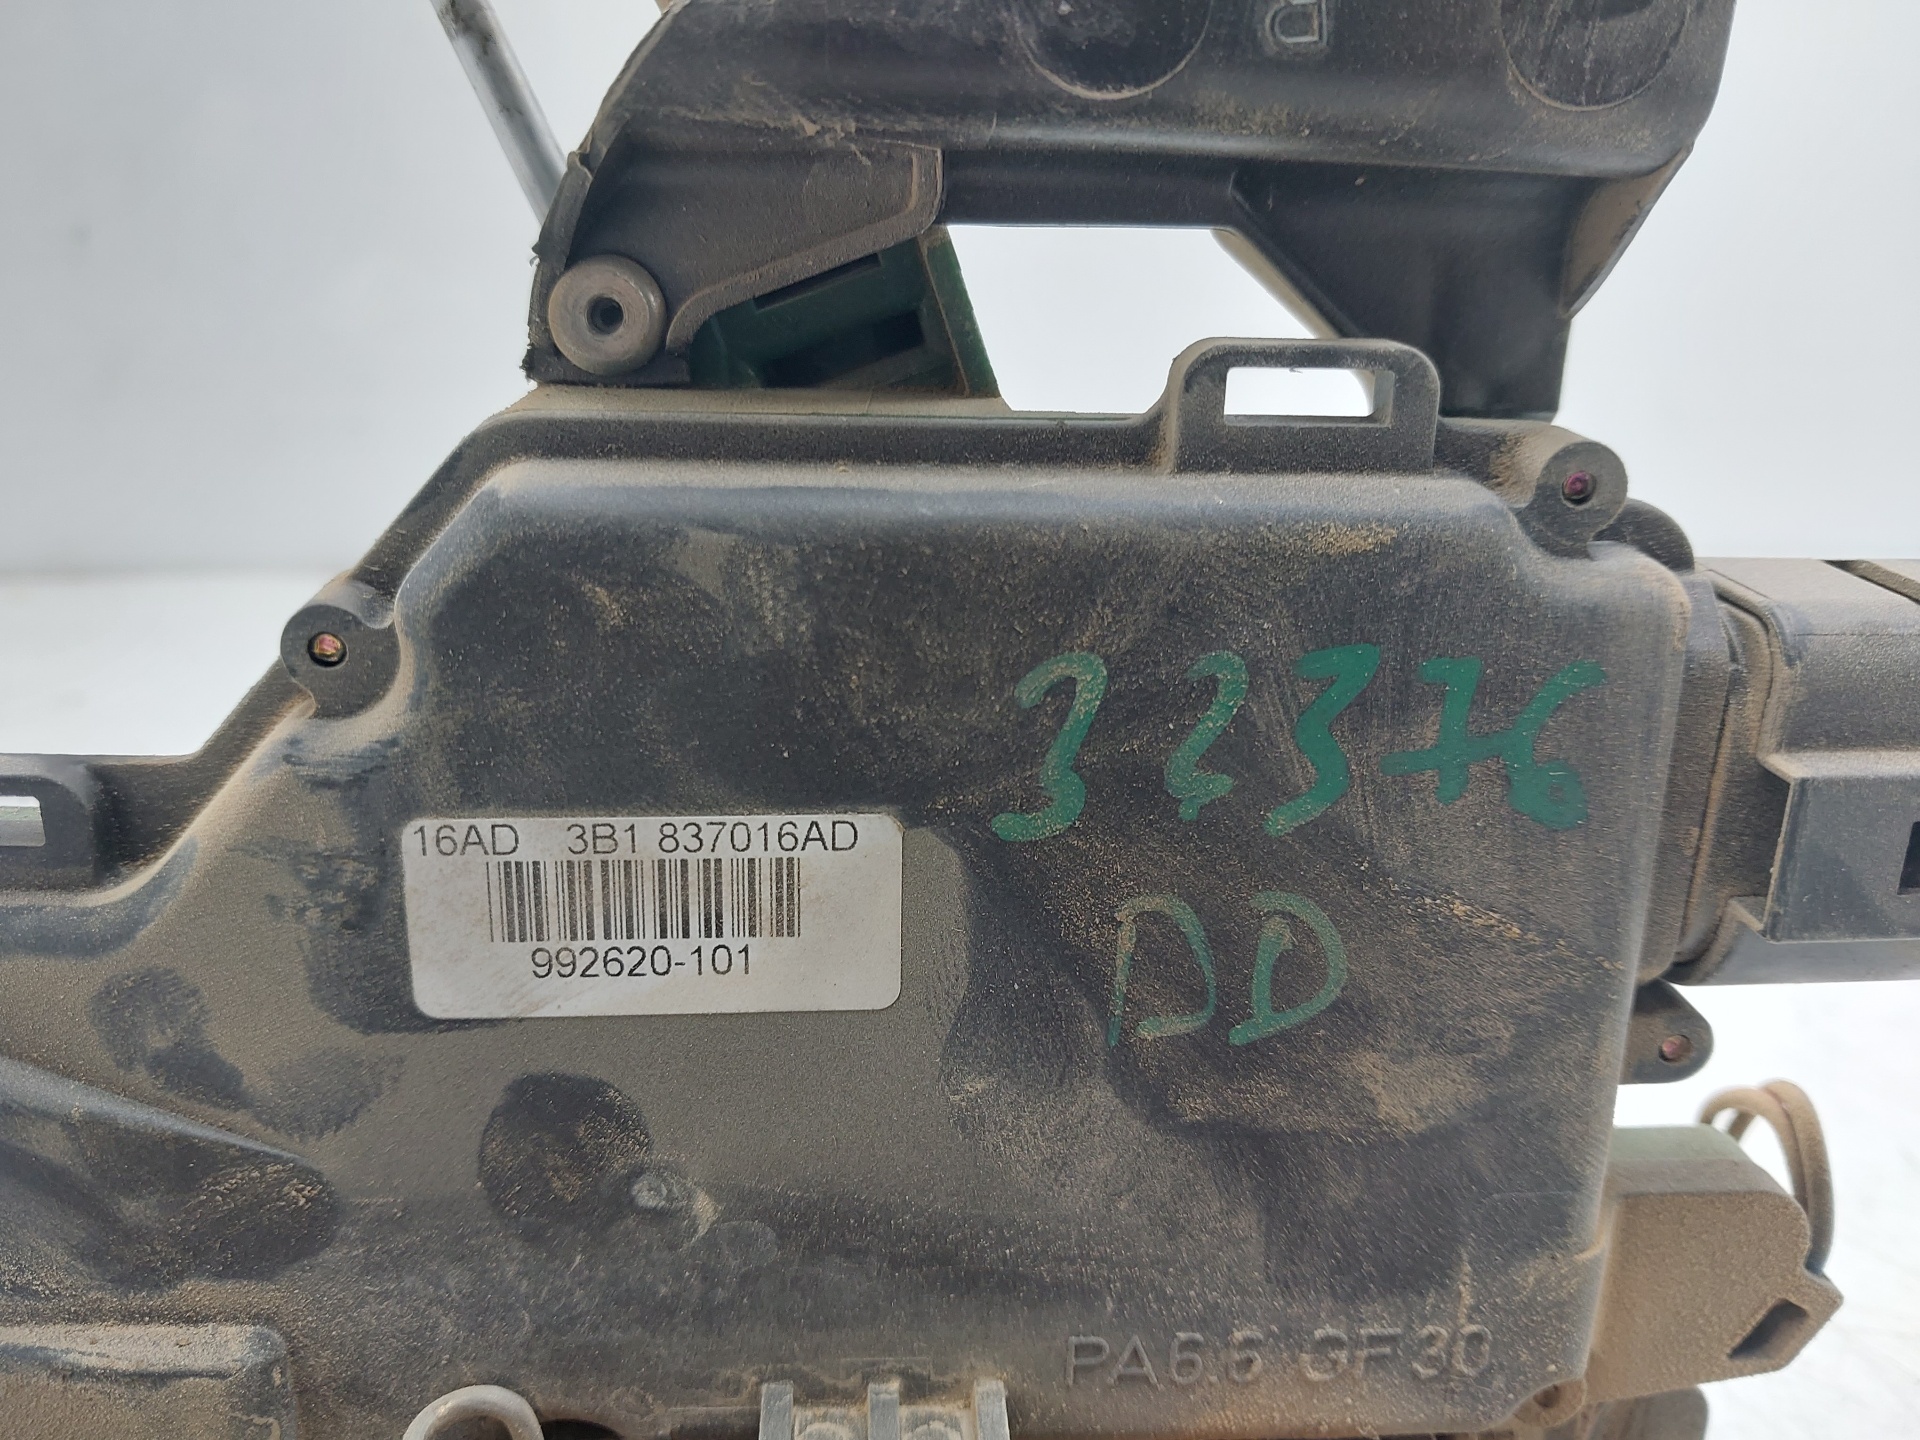 R
32376
16AD 3B1 837016AD
992620-101
DD
PA6.6 GF30